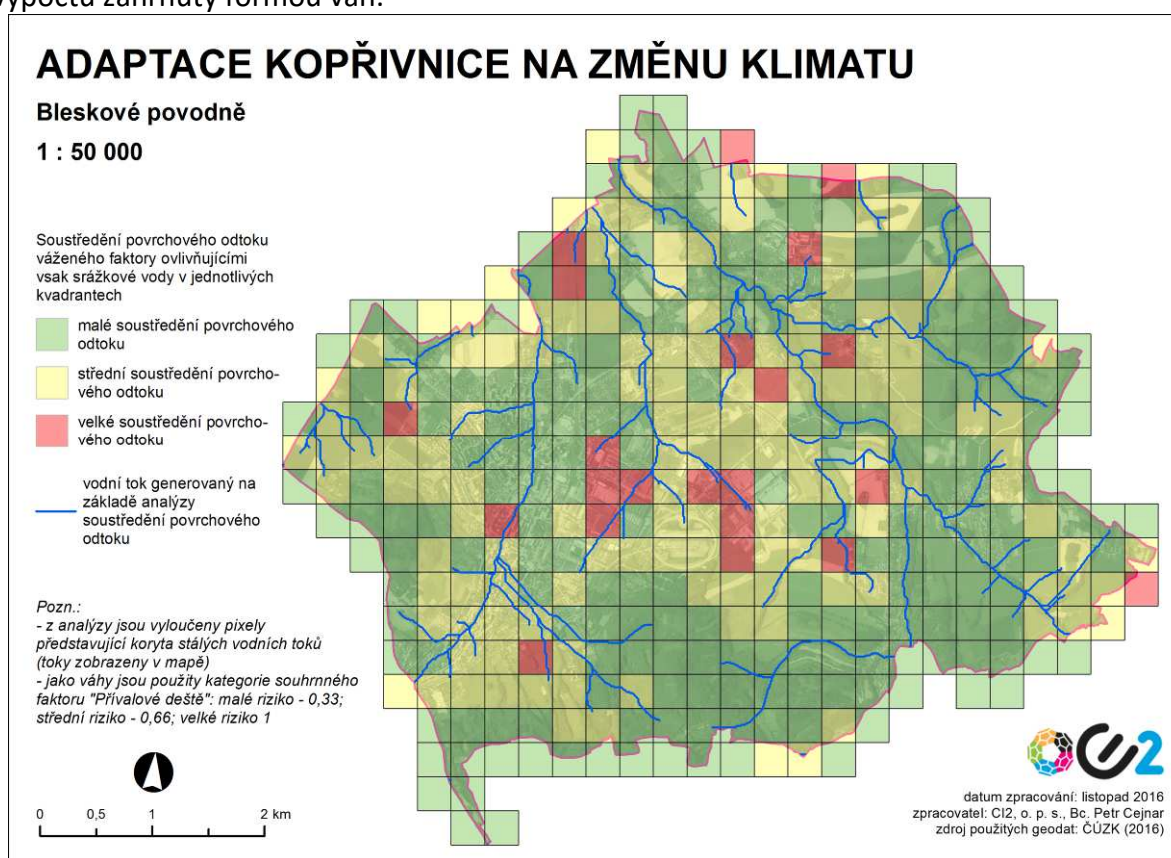 výpočtu zahrnutý formou vah.
ADAPTACE KOPŘIVNICE NA ZMĚNU KLIMATU
Bleskové povodně
1 : 50 000
Soustředění povrchového odtoku
váženého faktory ovlivňujícími
vsak srážkové vody v jednotlivých
kvadrantech
malé soustředění povrchového
odtoku
střední soustředění povrcho-
vého odtoku
velké soustředění povrcho-
vého odtoku
vodní tok generovaný na
základě analýzy
soustředění povrchového
odtoku
Pozn.:
- z analýzy jsou vyloučeny pixely
představující koryta stálých vodních toků
(toky zobrazeny v mapě)
- jako váhy jsou použity kategorie souhrnného
faktoru "Přívalové deště": malé riziko - 0,33;
střední riziko - 0,66; velké riziko 1
0 0,5 1 2 km
CI2
datum zpracování: listopad 2016
zpracovatel: CI2, o. p. s., Bc. Petr Cejnar
zdroj použitých geodat: ČÚZK (2016)